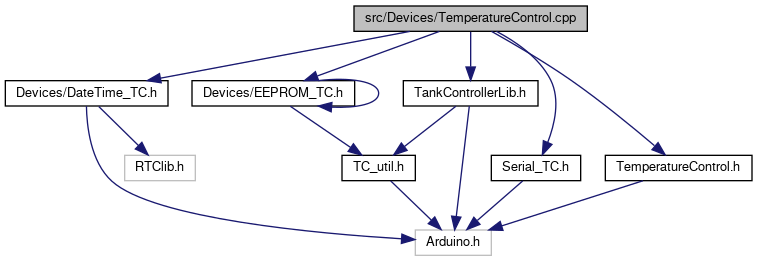 src/Devices/TemperatureControl.cpp
Devices/DateTime_TC.h
Devices/EEPROM_TC.h
TankControllerLib.h
RTClib.h
TC_util.h
Serial_TC.h
TemperatureControl.h
Arduino.h